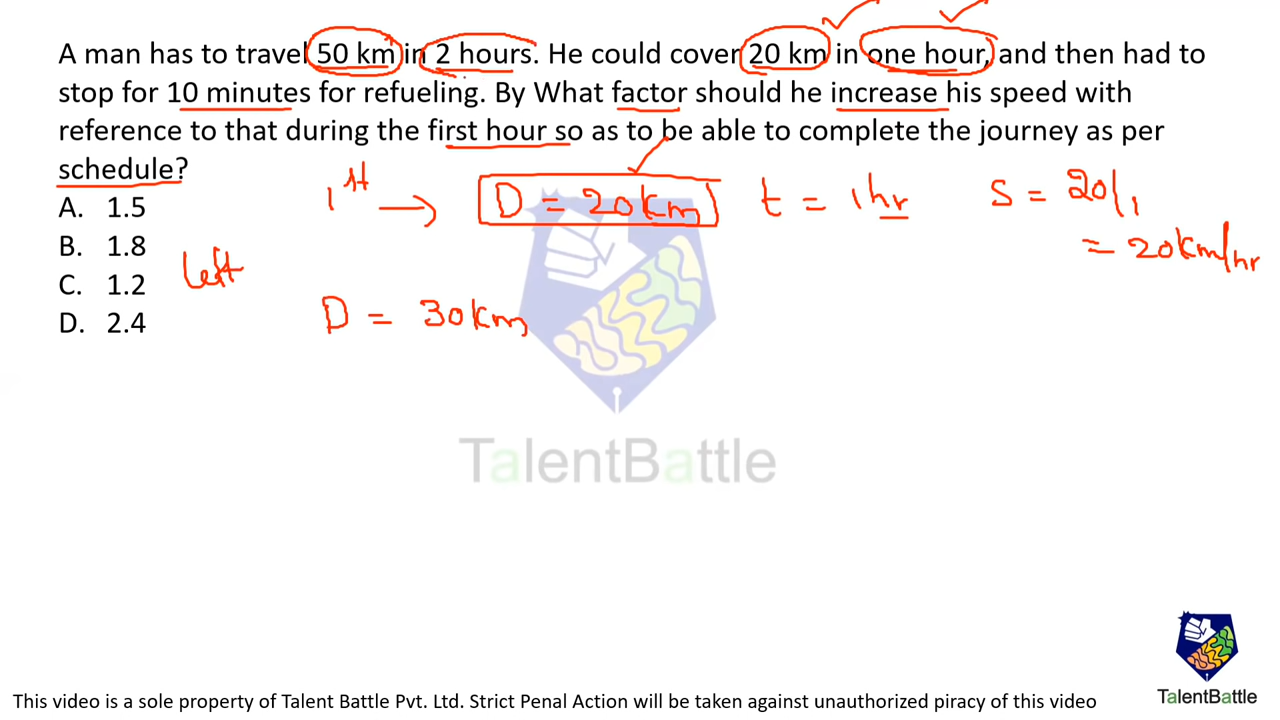 A man has to travel 50 km in 2 hours. He could cover 20 km in one hour, and then had to
stop for 10 minutes for refueling. By What factor should he increase his speed with
reference to that during the first hour so as to be able to complete the journey as per
schedule?
1st → D = 20km t = 1hr S = 20/1
= 20km/hr
A. 1.5
B. 1.8
C. 1.2
D. 2.4
left
D = 30km
TalentBattle
TalentBattle
This video is a sole property of Talent Battle Pvt. Ltd. Strict Penal Action will be taken against unauthorized piracy of this video